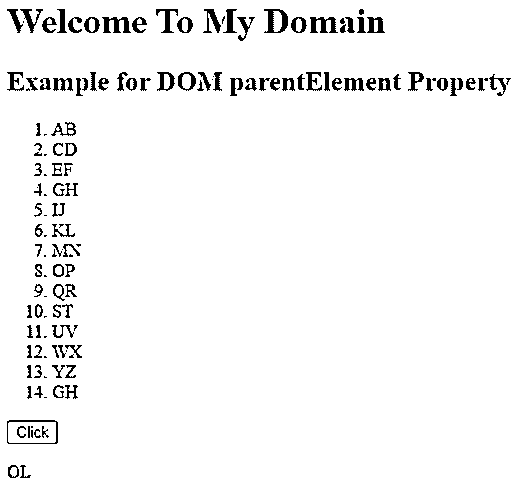 Welcome To My Domain
Example for DOM parentElement Property
1. AB
2. CD
3. EF
4. GH
5. IJ
6. KL
7. MN
8. OP
9. QR
10. ST
11. UV
12. WX
13. YZ
14. GH
Click
OL